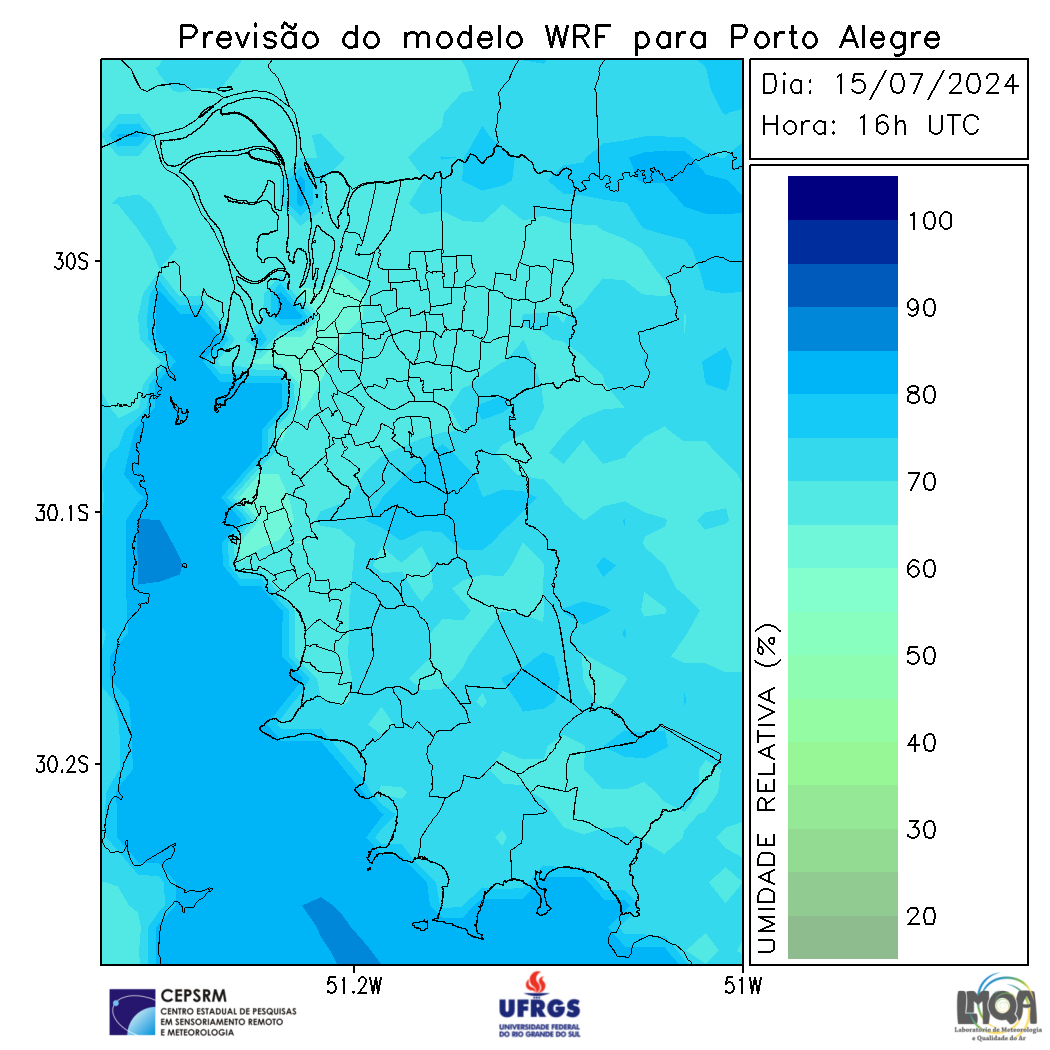 Previsão do modelo WRF para Porto Alegre
Dia: 15/07/2024
Hora: 16h UTC
30S
30.1S
30.2S
51.2W
51W
100
90
80
70
60
50
40
30
20
UMIDADE RELATIVA (%)
CEPSRM
CENTRO ESTADUAL DE PESQUISAS
EM SENSORIAMENTO REMOTO
E METEOROLOGIA
UFRGS
UNIVERSIDADE FEDERAL
DO RIO GRANDE DO SUL
LMQA
Laboratório de Meteorologia
e Qualidade do Ar